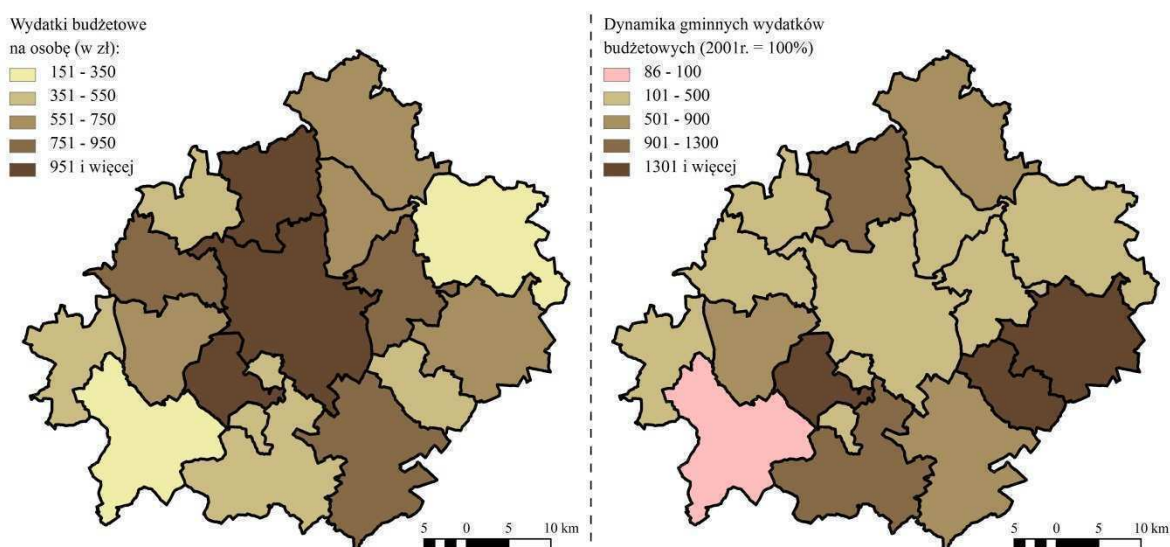 Wydatki budżetowe
na osobę (w zł):
151 - 350
351 - 550
551 - 750
751 - 950
951 i więcej
5 0 5 10 km
Dynamika gminnych wydatków
budżetowych (2001r. = 100%)
86 - 100
101 - 500
501 - 900
901 - 1300
1301 i więcej
5 0 5 10 km